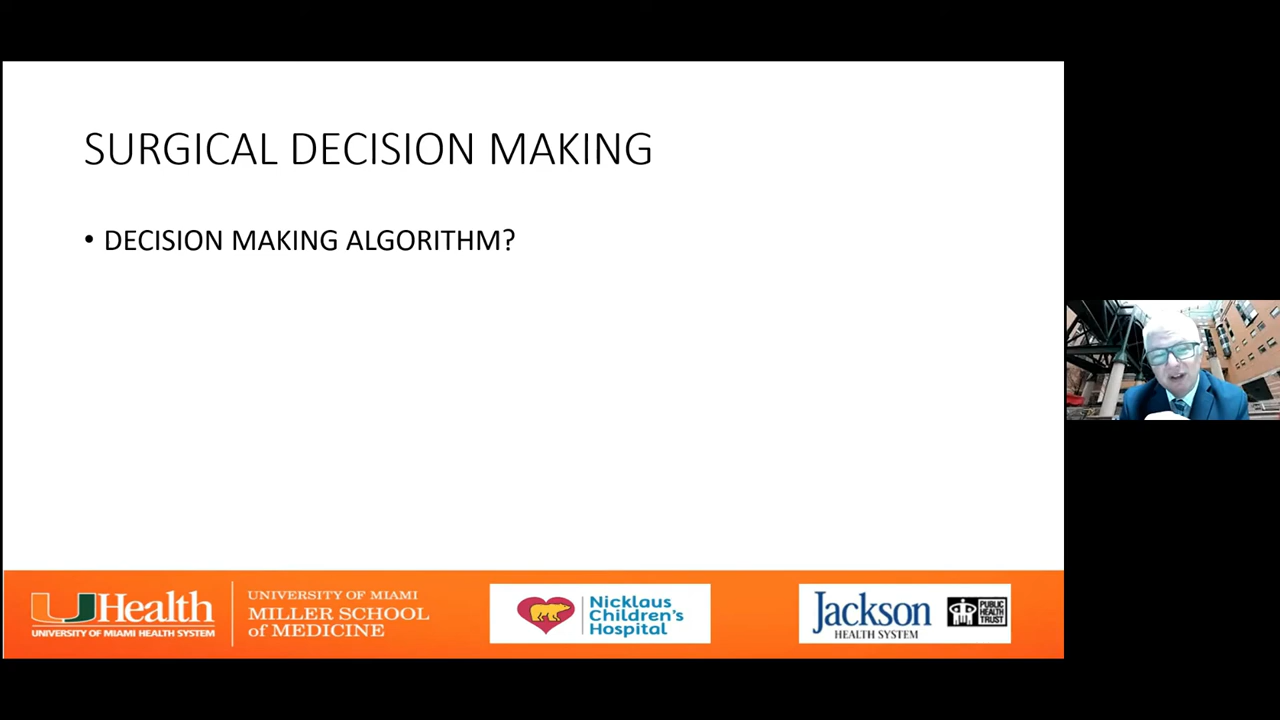 SURGICAL DECISION MAKING
• DECISION MAKING ALGORITHM?
UHealth
UNIVERSITY OF MIAMI HEALTH SYSTEM
UNIVERSITY OF MIAMI
MILLER SCHOOL
of MEDICINE
Nicklaus
Children's
Hospital
Jackson
HEALTH SYSTEM
PUBLIC
HEALTH
TRUST